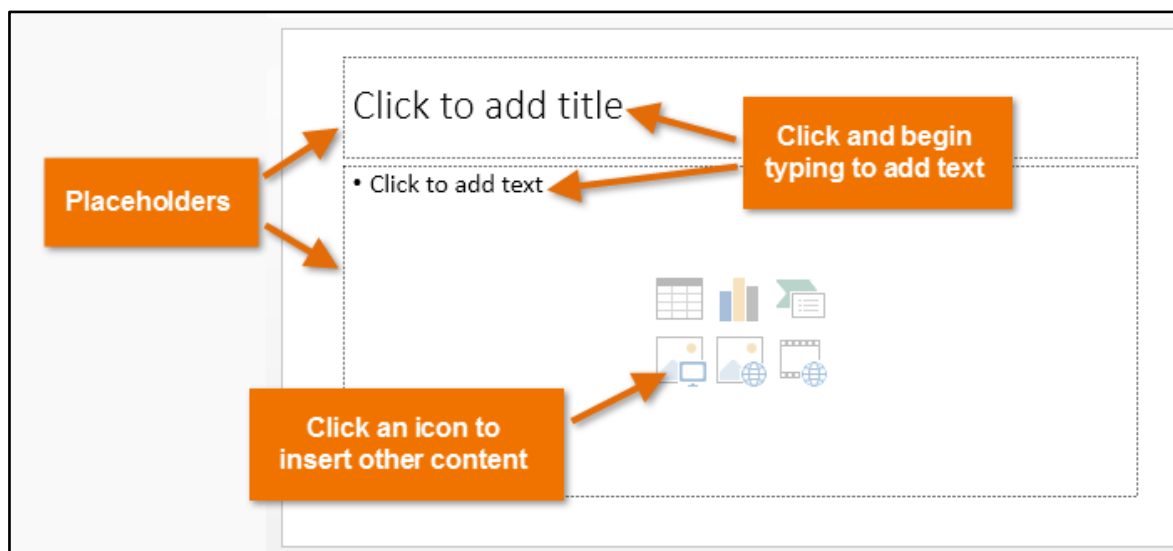 Click to add title
Click and begin
typing to add text
Placeholders
• Click to add text
Click an icon to
insert other content